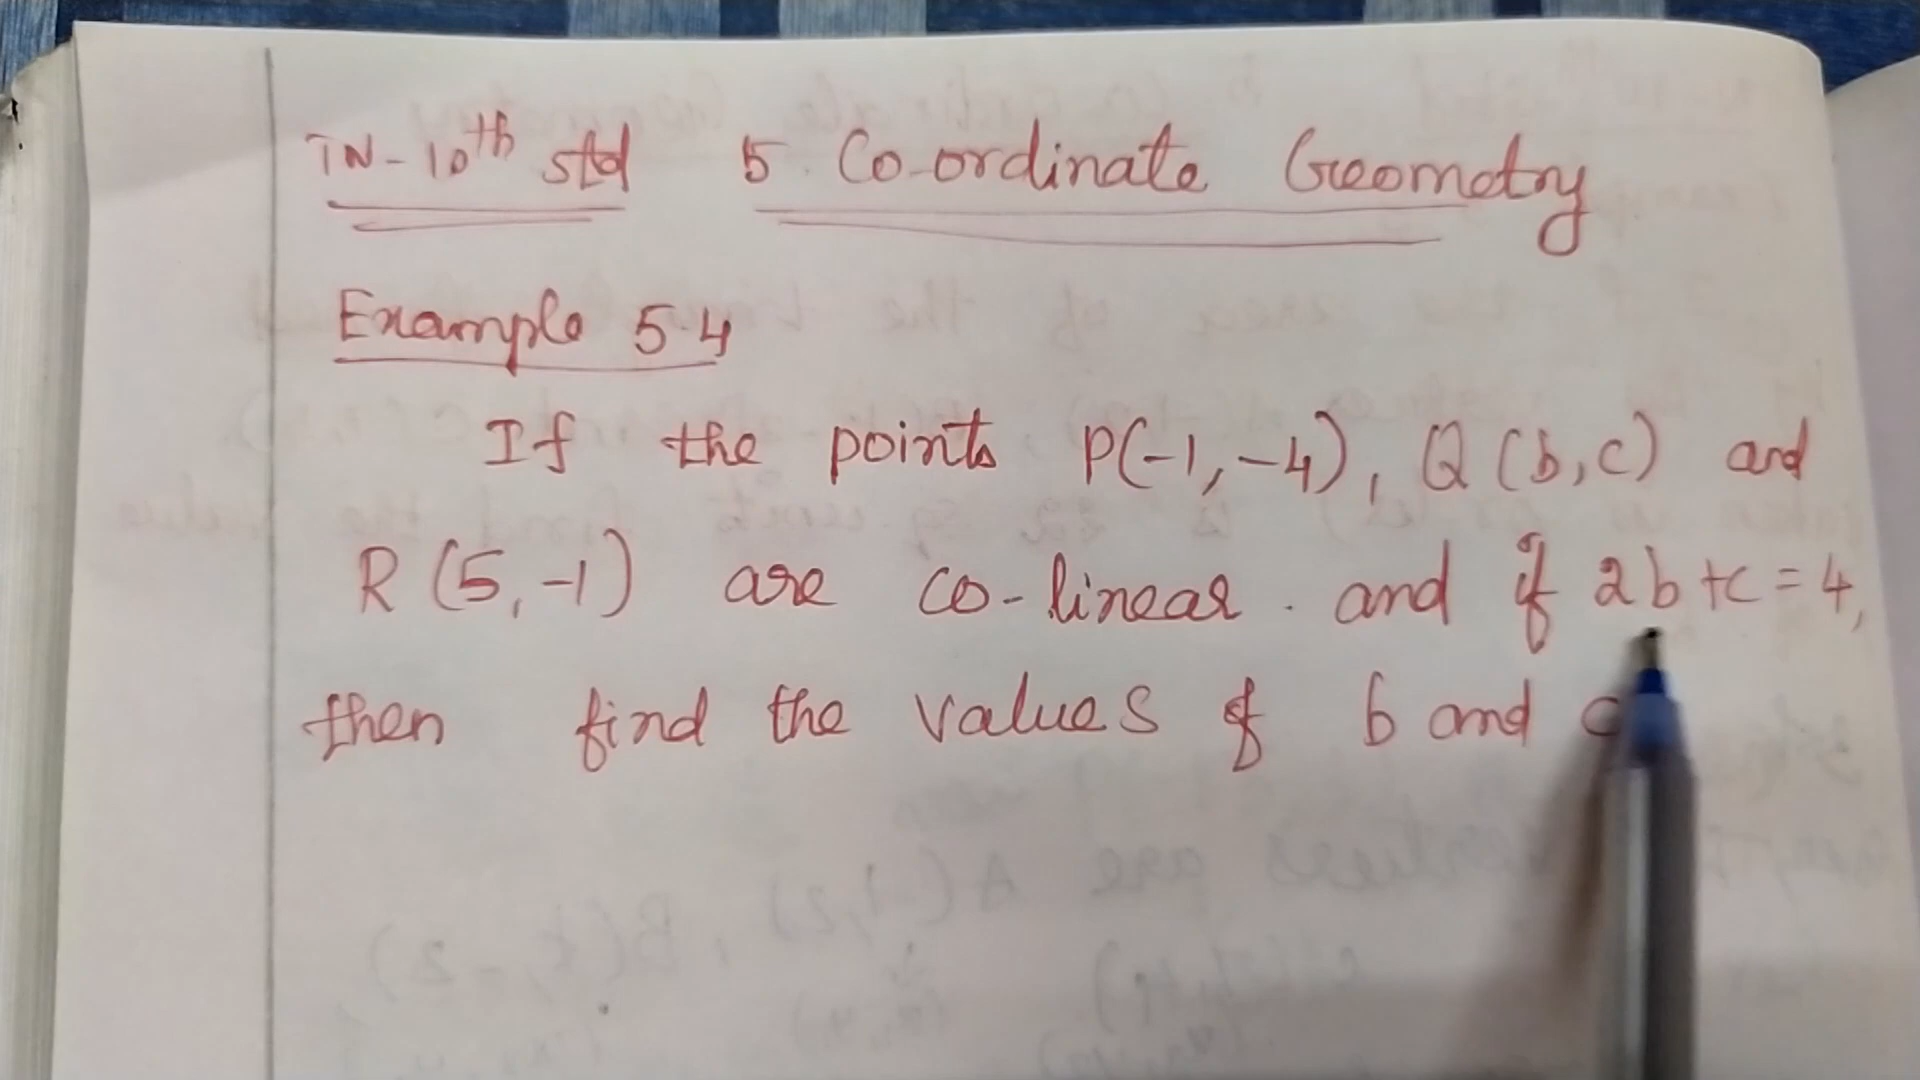 TN-10th std 5. Co-ordinate Geometry
Example 5.4
If the points P(-1,-4), Q(b,c) and
R(5,-1) are co-linear. and if 2b+c=4,
then find the values of b and c